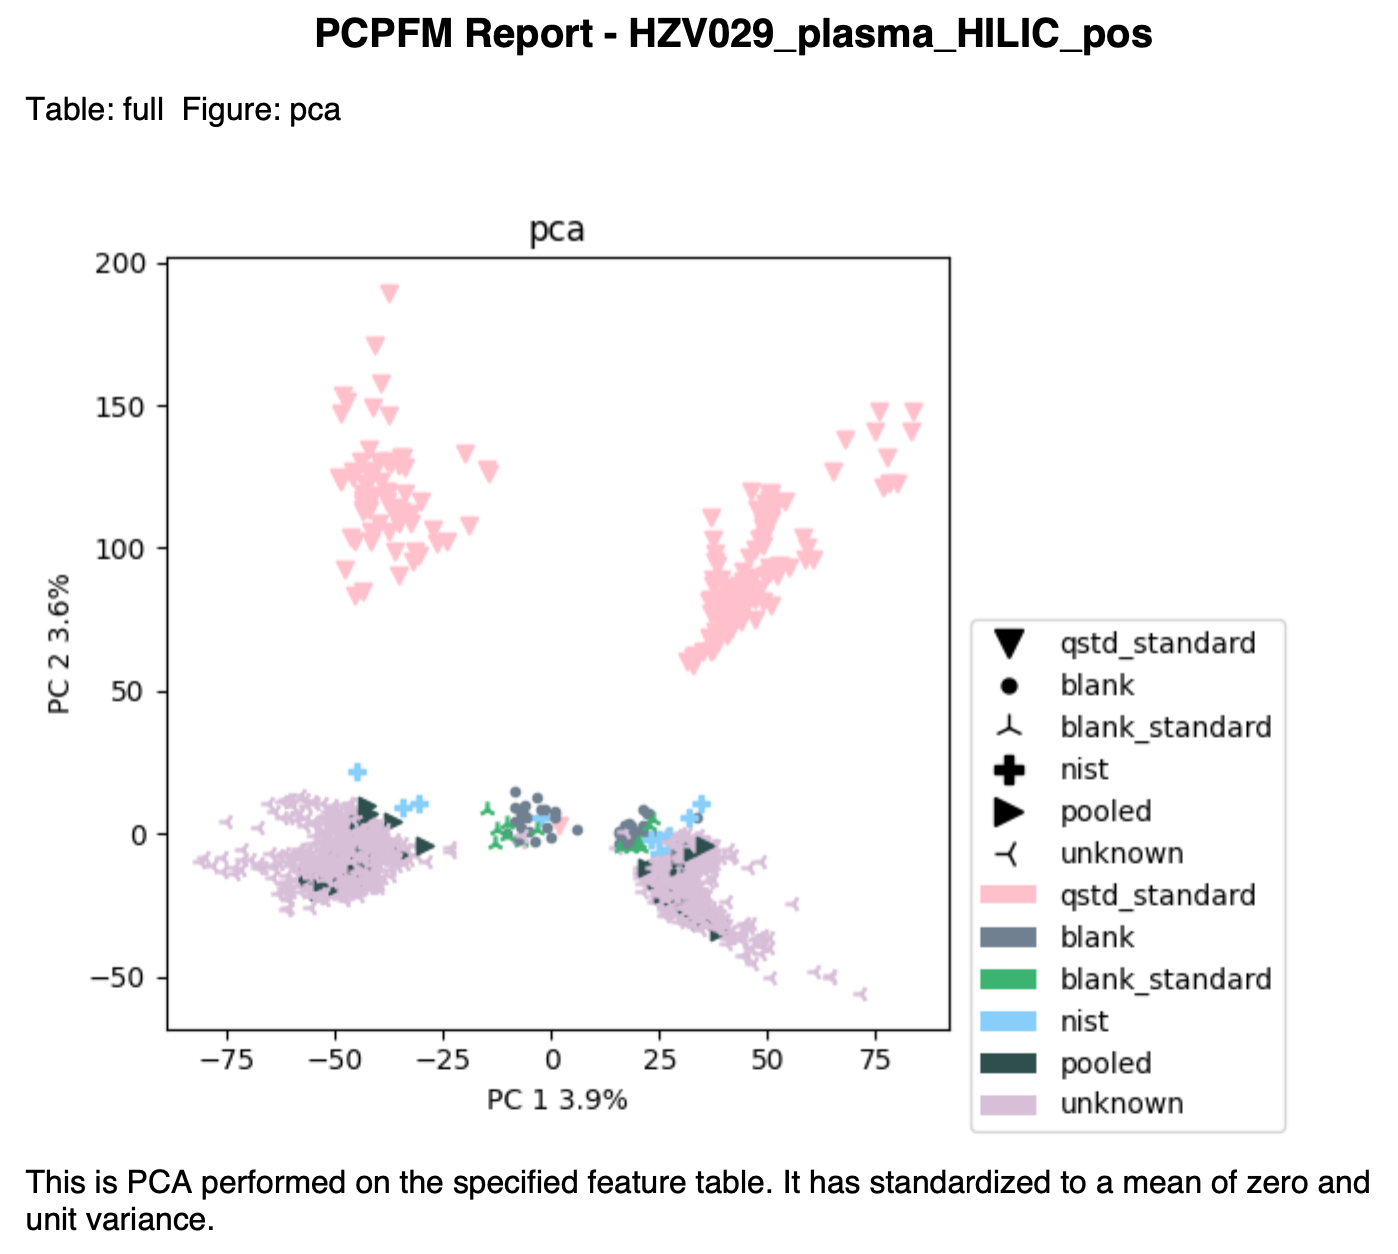 PCPFM Report - HZV029_plasma_HILIC_pos
Table: full  Figure: pca
pca
200
150
100
50
0
−50
PC 2 3.6%
−75
−50
−25
0
25
50
75
PC 1 3.9%
qstd_standard
blank
blank_standard
nist
pooled
unknown
qstd_standard
blank
blank_standard
nist
pooled
unknown
This is PCA performed on the specified feature table. It has standardized to a mean of zero and
unit variance.